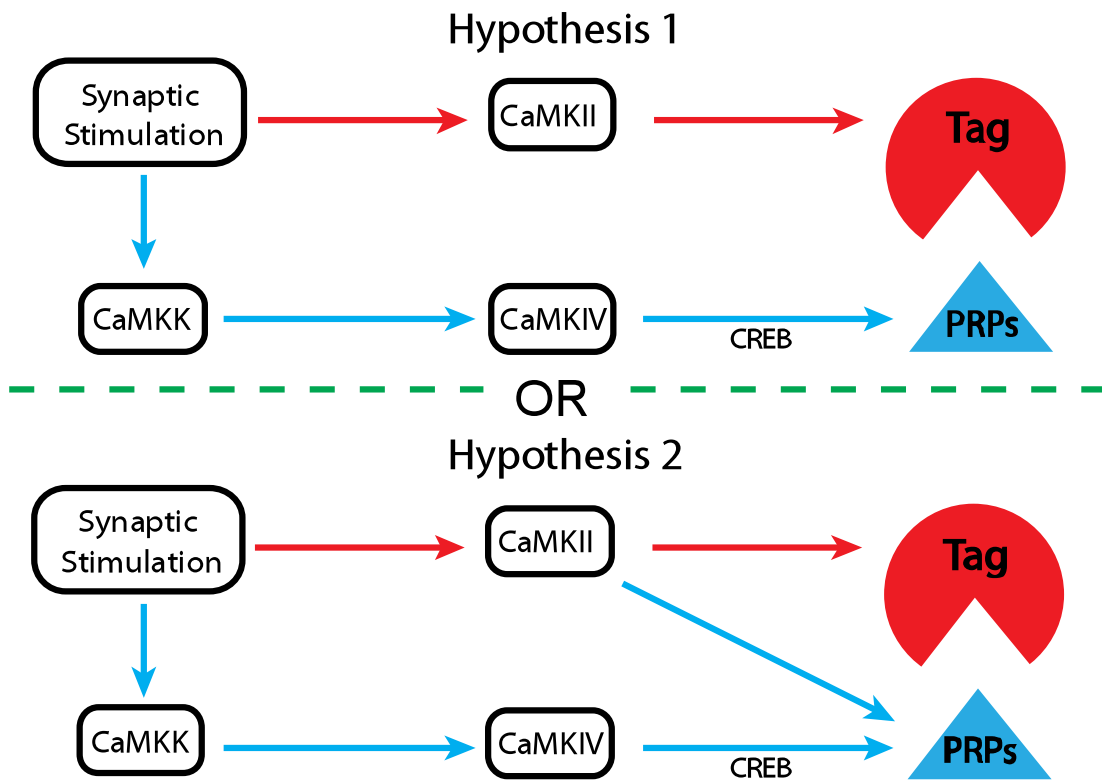 Hypothesis 1
Synaptic
Stimulation
CaMKII
Tag
CaMKK
CaMKIV
CREB
PRPs
OR
Hypothesis 2
Synaptic
Stimulation
CaMKII
Tag
CaMKK
CaMKIV
CREB
PRPs